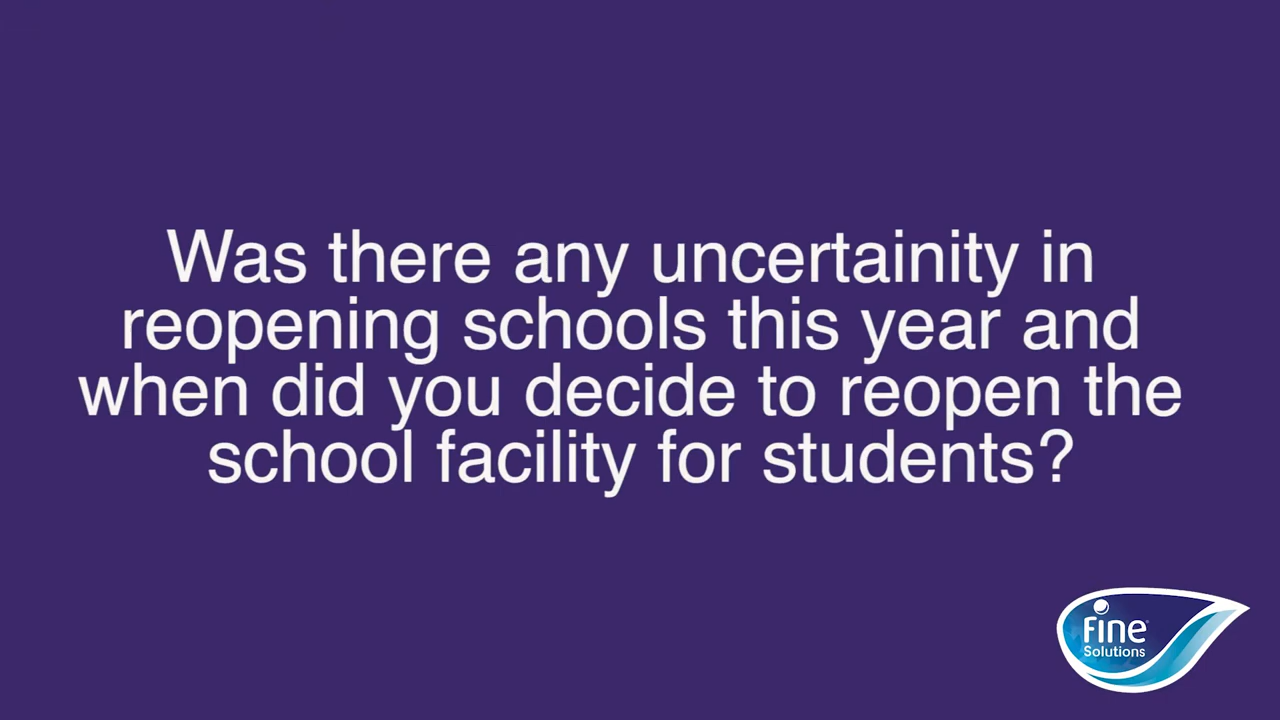 Was there any uncertainity in
reopening schools this year and
when did you decide to reopen the
school facility for students?
fine
Solutions